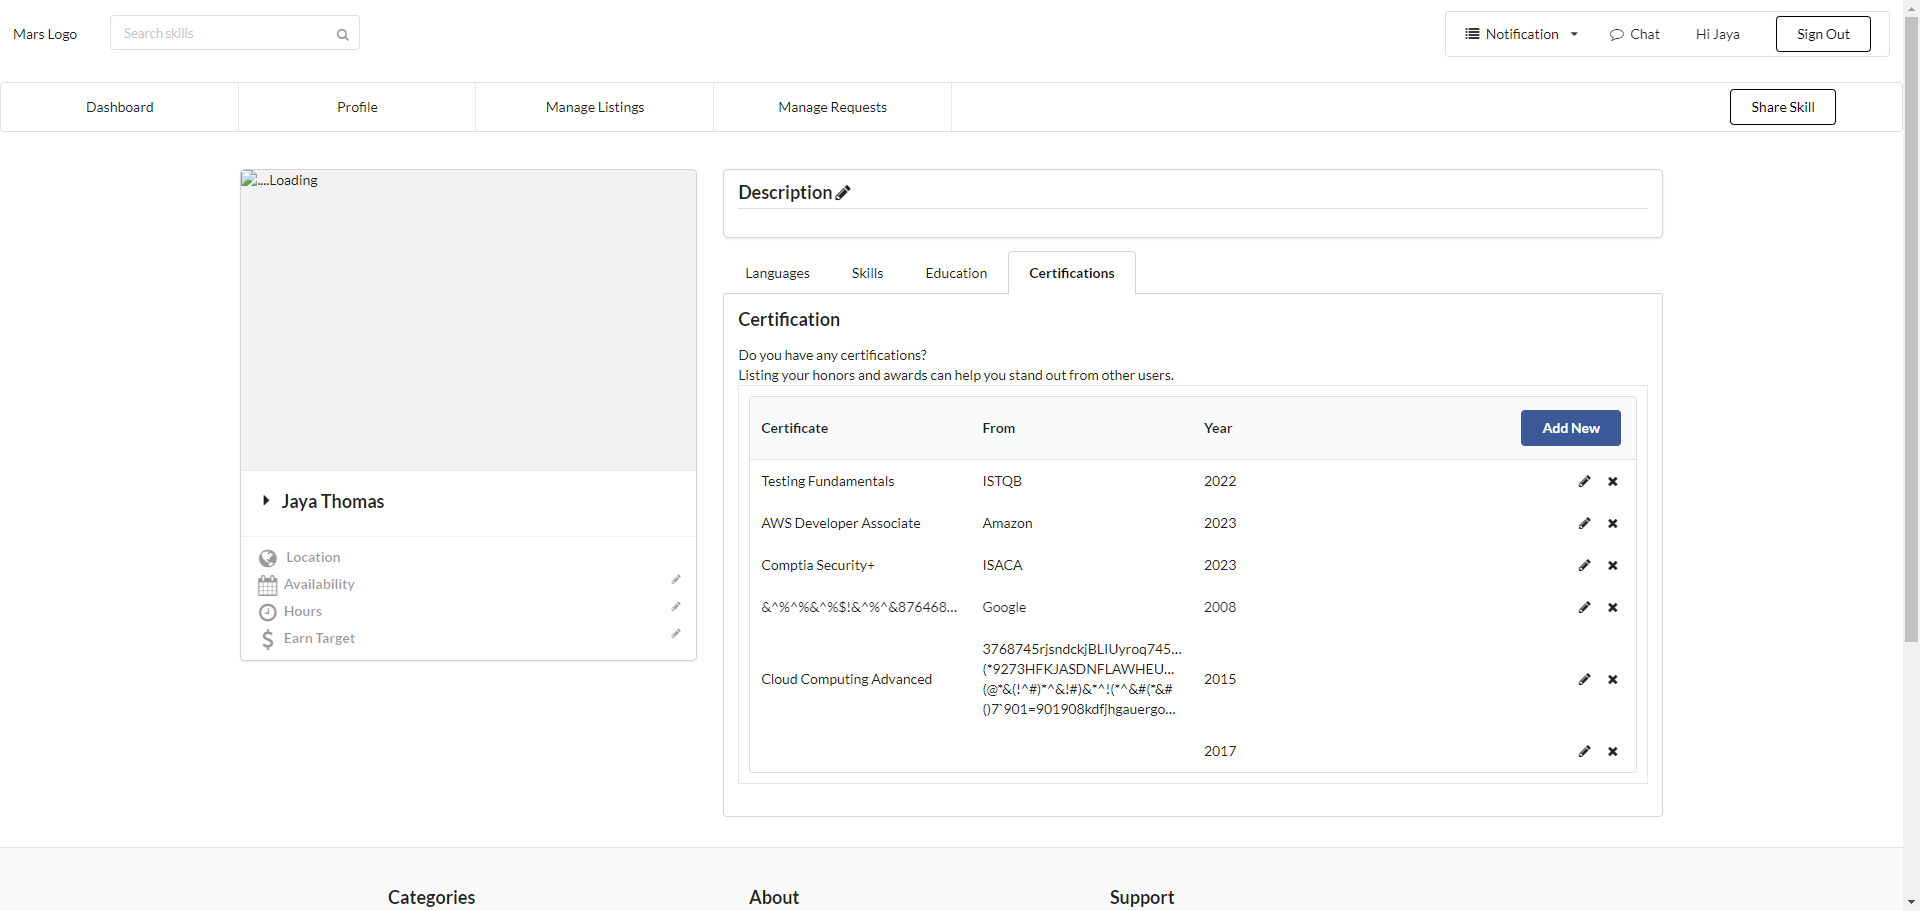 Mars Logo
Search skills
Notification
Chat
Hi Jaya
Sign Out
Dashboard
Profile
Manage Listings
Manage Requests
Share Skill
....Loading
Jaya Thomas
Location
Availability
Hours
Earn Target
Description
Languages
Skills
Education
Certifications
Certification
Do you have any certifications?
Listing your honors and awards can help you stand out from other users.
Certificate From Year Add New
Testing Fundamentals ISTQB 2022
AWS Developer Associate Amazon 2023
Comptia Security+ ISACA 2023
&^%^%&^%$!&^%^&876468... Google 2008
Cloud Computing Advanced
3768745rjsndckjBLIUyroq745...
(*9273HFKJASDNFLAWHEU...
(@*&(!^#)*^&!#)&*^!(*^&#(*&#
()7`901=901908kdfjhgauergo...
2015
2017
Categories
About
Support